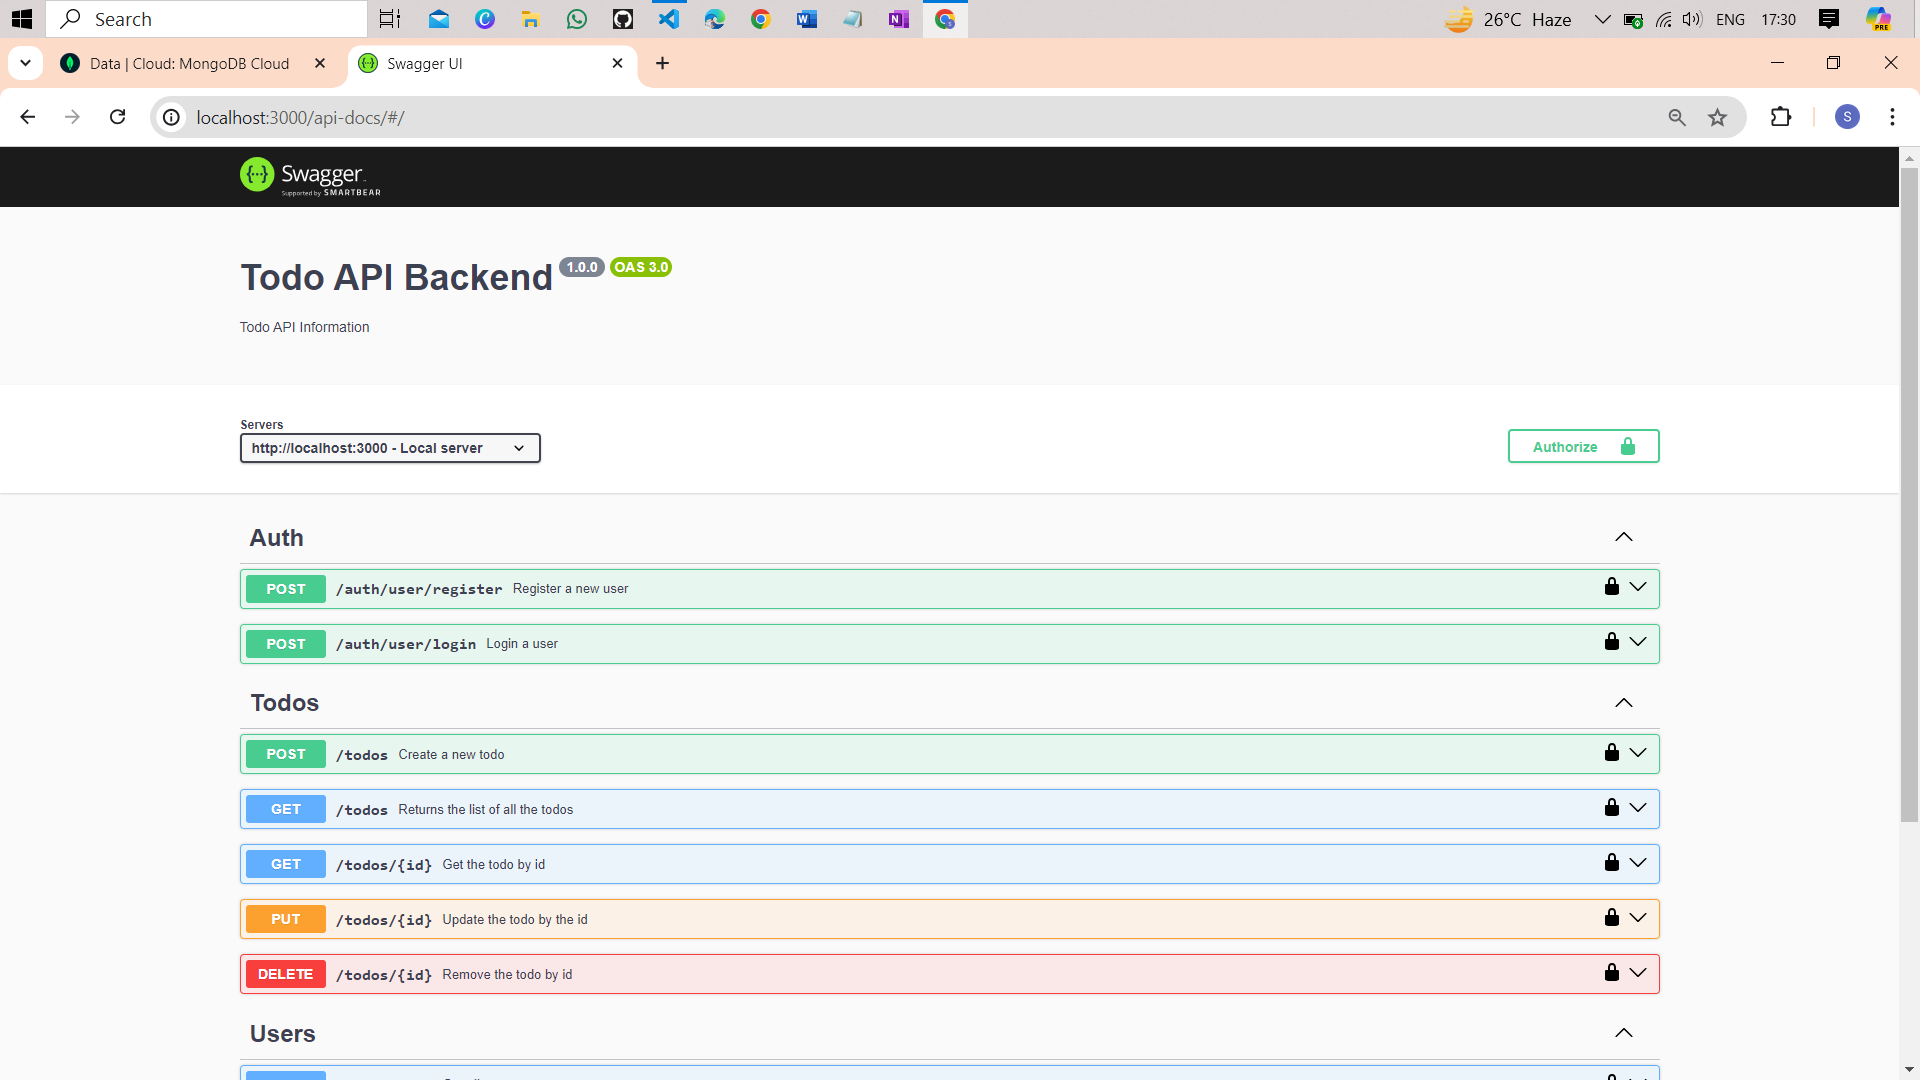 Search
26°C Haze
ENG
17:30
PRE
Data | Cloud: MongoDB Cloud
Swagger UI
localhost:3000/api-docs/#/
S
Swagger
Supported by SMARTBEAR
Todo API Backend 1.0.0 OAS 3.0
Todo API Information
Servers
http://localhost:3000 - Local server
Authorize
Auth
POST /auth/user/register Register a new user
POST /auth/user/login Login a user
Todos
POST /todos Create a new todo
GET /todos Returns the list of all the todos
GET /todos/{id} Get the todo by id
PUT /todos/{id} Update the todo by the id
DELETE /todos/{id} Remove the todo by id
Users